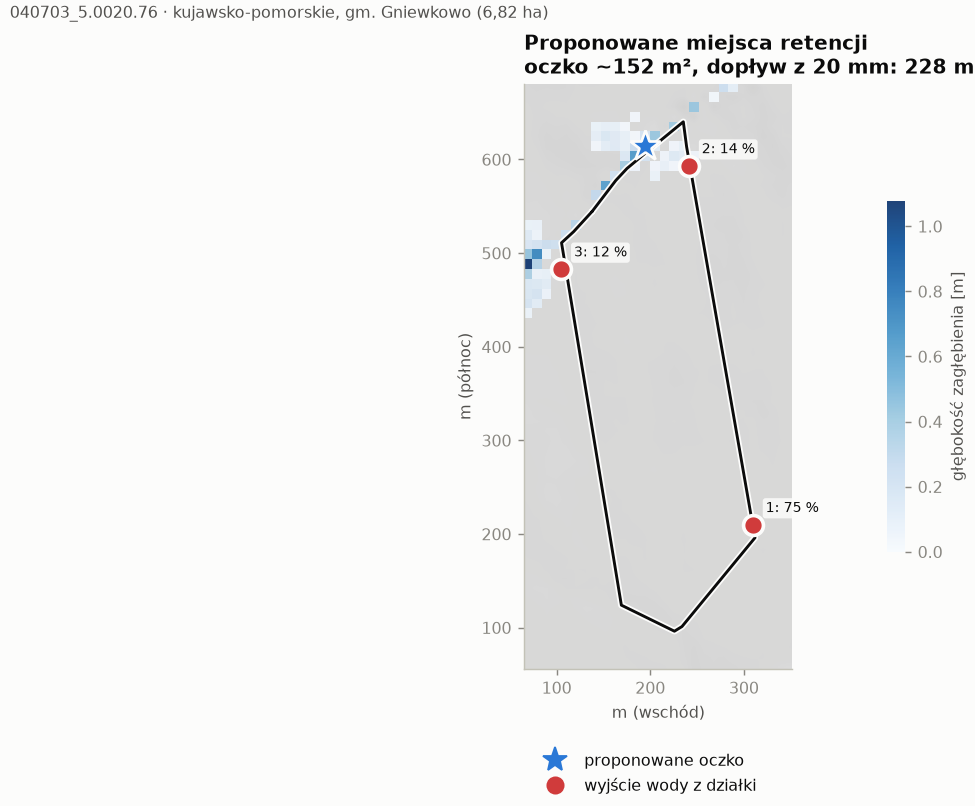 040703_5.0020.76 · kujawsko-pomorskie, gm. Gniewkowo (6,82 ha)
Proponowane miejsca retencji
oczko ~152 m², dopływ z 20 mm: 228 m
600
500
400
300
200
100
m (północ)
2: 14 %
3: 12 %
1: 75 %
100
200
300
m (wschód)
1.0
0.8
0.6
0.4
0.2
0.0
głębokość zagłębienia [m]
proponowane oczko
wyjście wody z działki